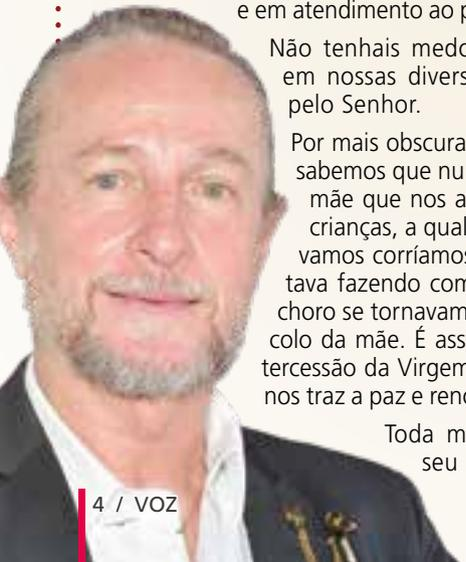 e em atendimento ao p
Não tenhais medo
em nossas divers
pelo Senhor.
Por mais obscura
sabemos que nu
mãe que nos a
crianças, a qual
vamos corríamos
tava fazendo com
choro se tornavam
colo da mãe. É ass
tercessão da Virgem
nos traz a paz e reno
Toda m
seu
4 / VOZ